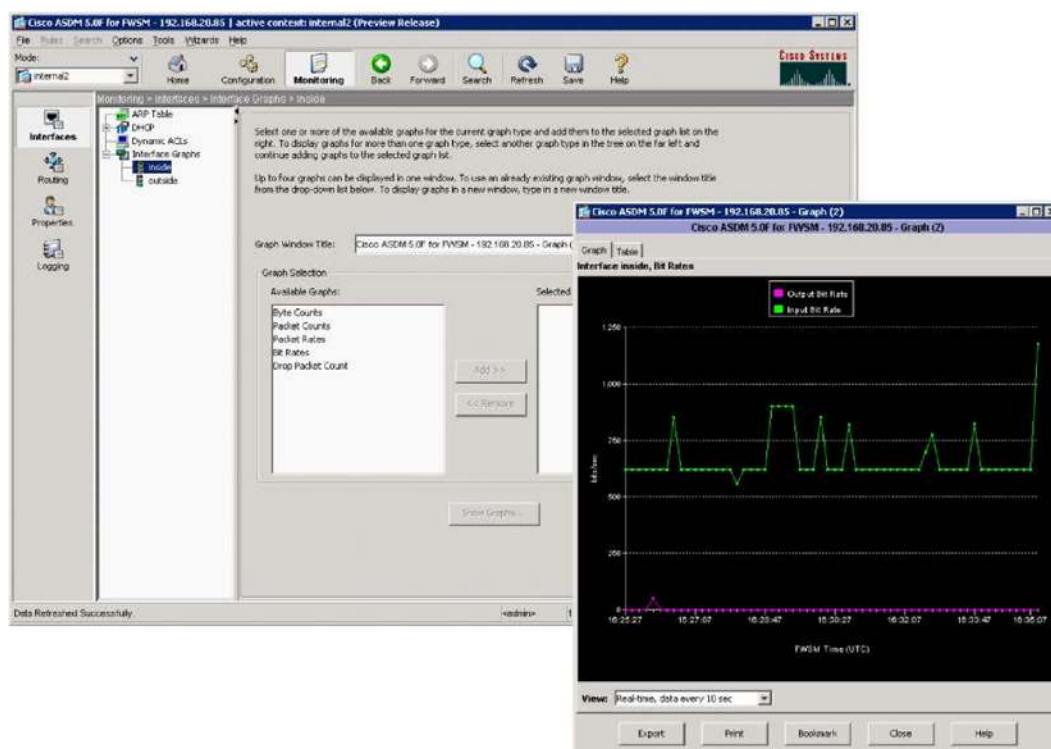 Cisco ASDM 5.0F for FWSM - 192.168.20.85 | active context: internal2 (Preview Release)
File Rules Search Options Tools Wizards Help
Mode:
internal2
Home
Configuration
Monitoring
Back
Forward
Search
Refresh
Save
Help
CISCO SYSTEMS
Monitoring > Interfaces > Interface Graphs > inside
Interfaces
Routing
Properties
Logging
ARP Table
DHCP
Dynamic ACLs
Interface Graphs
inside
outside
Select one or more of the available graphs for the current graph type and add them to the selected graph list on the
right. To display graphs for more than one graph type, select another graph type in the tree on the far left and
continue adding graphs to the selected graph list.
Up to four graphs can be displayed in one window. To use an already existing graph window, select the window title
from the drop-down list below. To display graphs in a new window, type in a new window title.
Graph Window Title:
Cisco ASDM 5.0F for FWSM - 192.168.20.85 - Graph (
Graph Selection
Available Graphs:
Selected
Byte Counts
Packet Counts
Packet Rates
Bit Rates
Drop Packet Count
Add >>
<< Remove
Show Graphs...
Data Refreshed Successfully.
<admin>
1
Cisco ASDM 5.0F for FWSM - 192.168.20.85 - Graph (2)
Cisco ASDM 5.0F for FWSM - 192.168.20.85 - Graph (2)
Graph
Table
Interface inside, Bit Rates
Output Bit Rate
Input Bit Rate
1,250
1,000
750
500
250
0
bits/sec
16:25:27 16:27:07 16:28:47 16:30:27 16:32:07 16:33:47 16:35:07
FWSM Time (UTC)
View:
Real-time, data every 10 sec
Export
Print
Bookmark
Close
Help